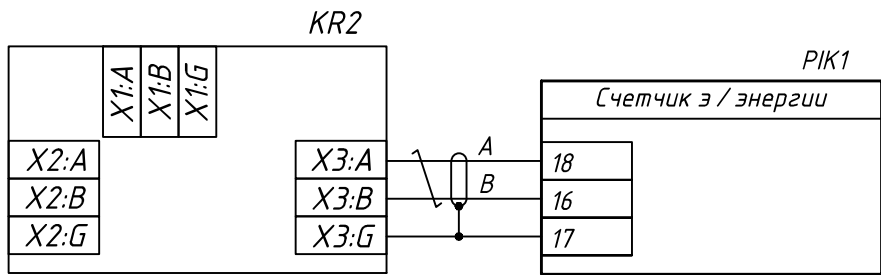 KR2
PIK1
X1:A
X1:B
X1:G
Счетчик э / энергии
X2:A
X2:B
X2:G
X3:A
X3:B
X3:G
A
B
18
16
17